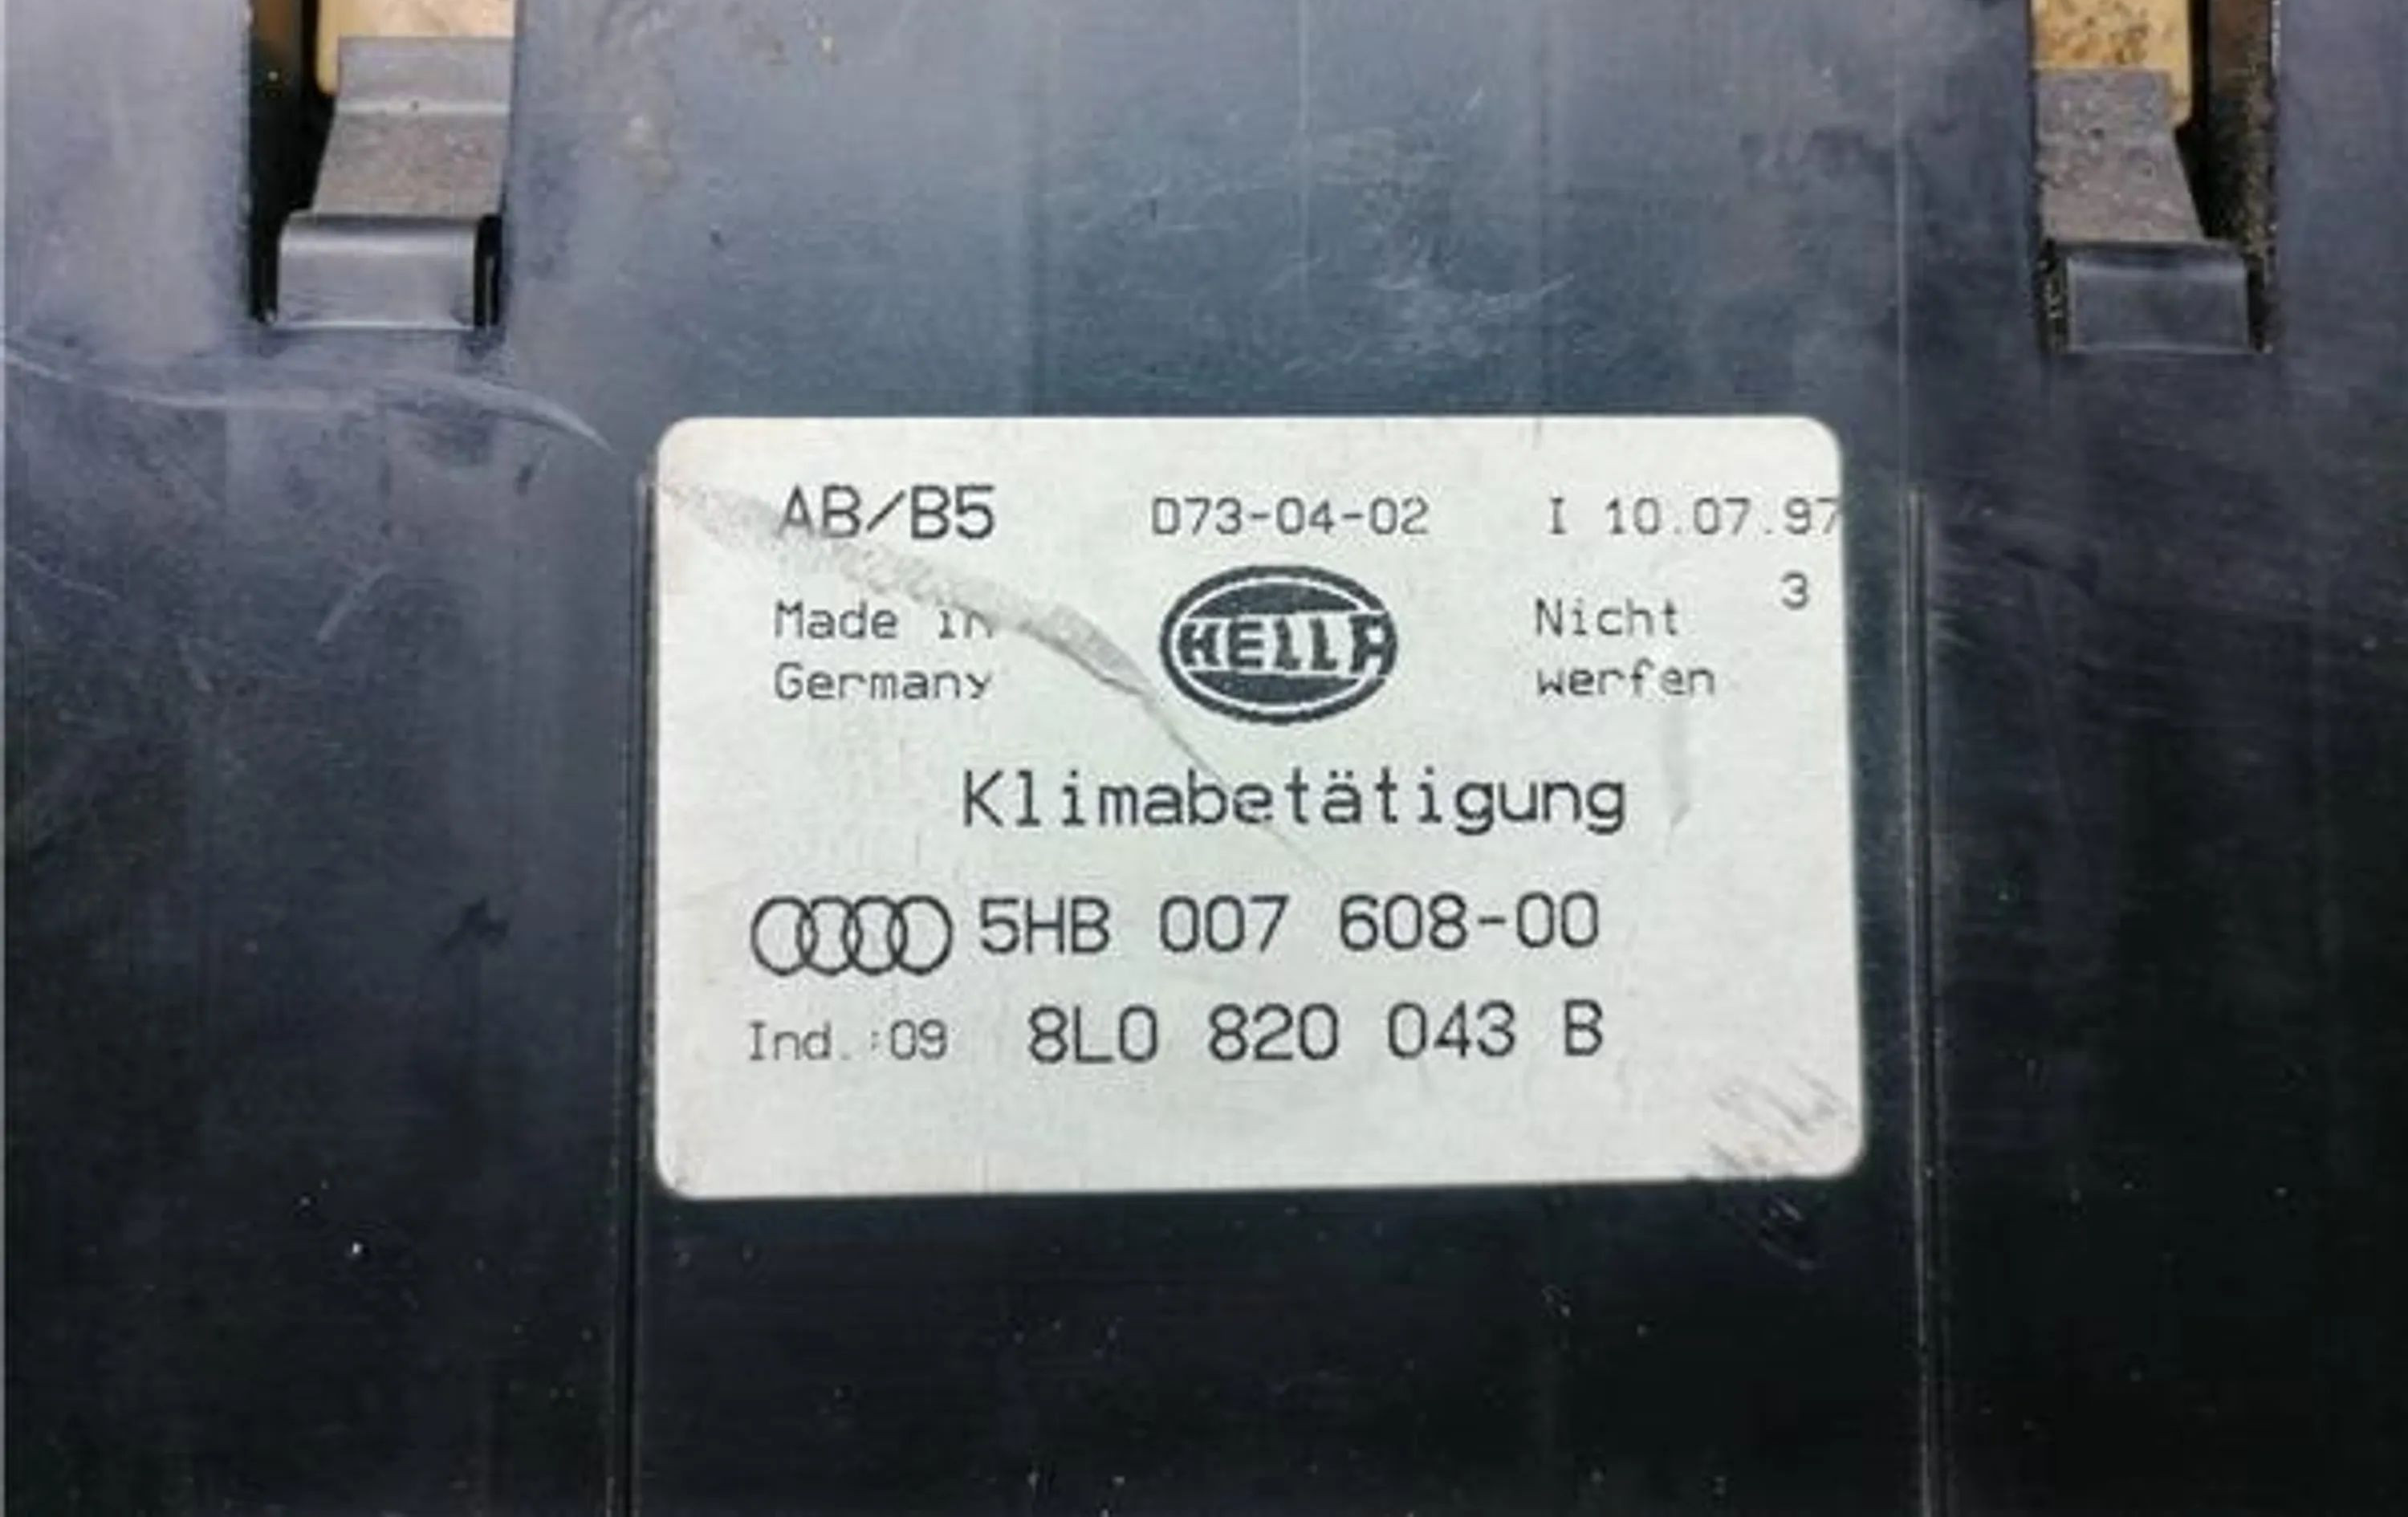 AB/B5 D73-04-02 I 10.07.97
3
Made in HELLA Nicht
Germany werfen
Klimabetätigung
5HB 007 608-00
Ind.:09 8L0 820 043 B